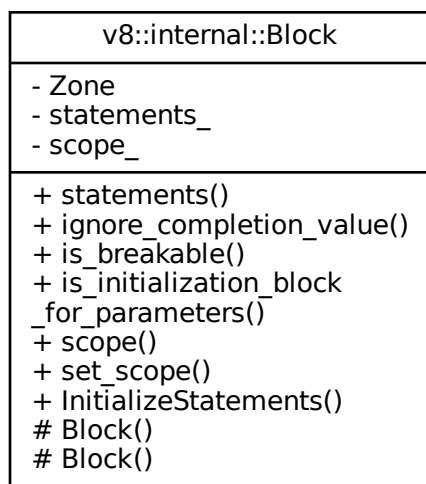 v8::internal::Block
- Zone
- statements_
- scope_
+ statements()
+ ignore_completion_value()
+ is_breakable()
+ is_initialization_block
_for_parameters()
+ scope()
+ set_scope()
+ InitializeStatements()
# Block()
# Block()